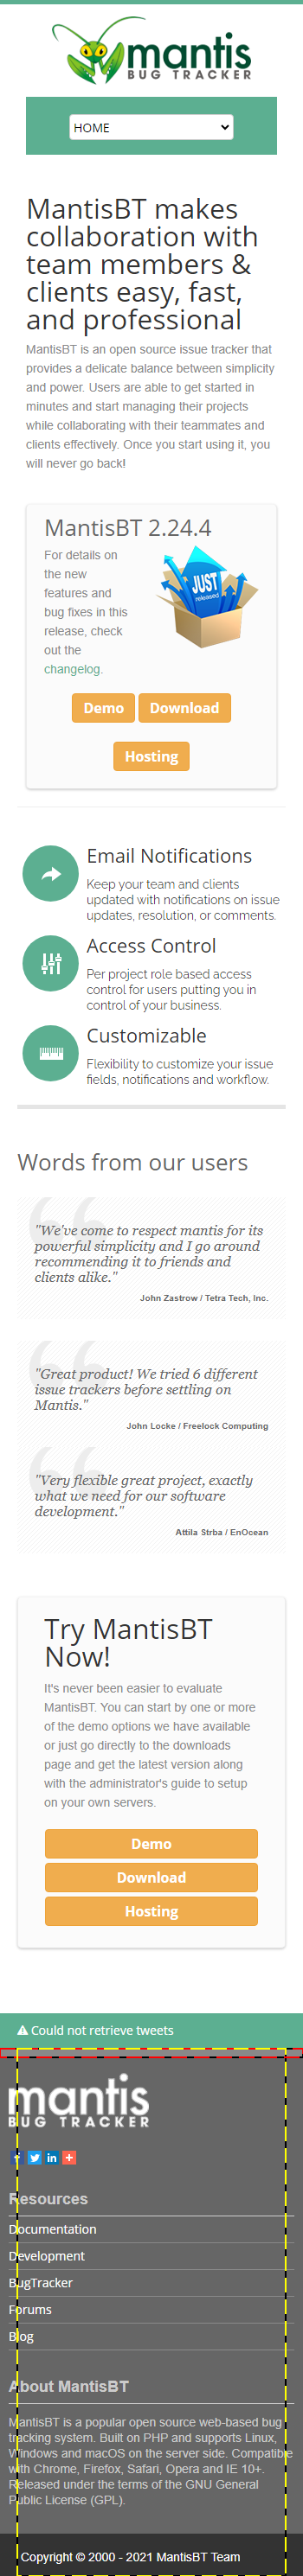 mantis
BUG TRACKER
HOME
MantisBT makes
collaboration with
team members &
clients easy, fast,
and professional
MantisBT is an open source issue tracker that
provides a delicate balance between simplicity
and power. Users are able to get started in
minutes and start managing their projects
while collaborating with their teammates and
clients effectively. Once you start using it, you
will never go back!
MantisBT 2.24.4
For details on
the new
features and
bug fixes in this
release, check
out the
changelog.
JUST
released
Demo
Download
Hosting
Email Notifications
Keep your team and clients
updated with notifications on issue
updates, resolution, or comments.
Access Control
Per project role based access
control for users putting you in
control of your business.
Customizable
Flexibility to customize your issue
fields, notifications and workflow.
Words from our users
"We've come to respect mantis for its
powerful simplicity and I go around
recommending it to friends and
clients alike."
John Zastrow / Tetra Tech, Inc.
"Great product! We tried 6 different
issue trackers before settling on
Mantis."
John Locke / Freelock Computing
"Very flexible great project, exactly
what we need for our software
development."
Attila Strba / EnOcean
Try MantisBT
Now!
It's never been easier to evaluate
MantisBT. You can start by one or more
of the demo options we have available
or just go directly to the downloads
page and get the latest version along
with the administrator's guide to setup
on your own servers.
Demo
Download
Hosting
Could not retrieve tweets
mantis
BUG TRACKER
Resources
Documentation
Development
BugTracker
Forums
Blog
About MantisBT
MantisBT is a popular open source web-based bug
tracking system. Built on PHP and supports Linux,
Windows and macOS on the server side. Compatible
with Chrome, Firefox, Safari, Opera and IE 10+.
Released under the terms of the GNU General
Public License (GPL).
Copyright © 2000 - 2021 MantisBT Team